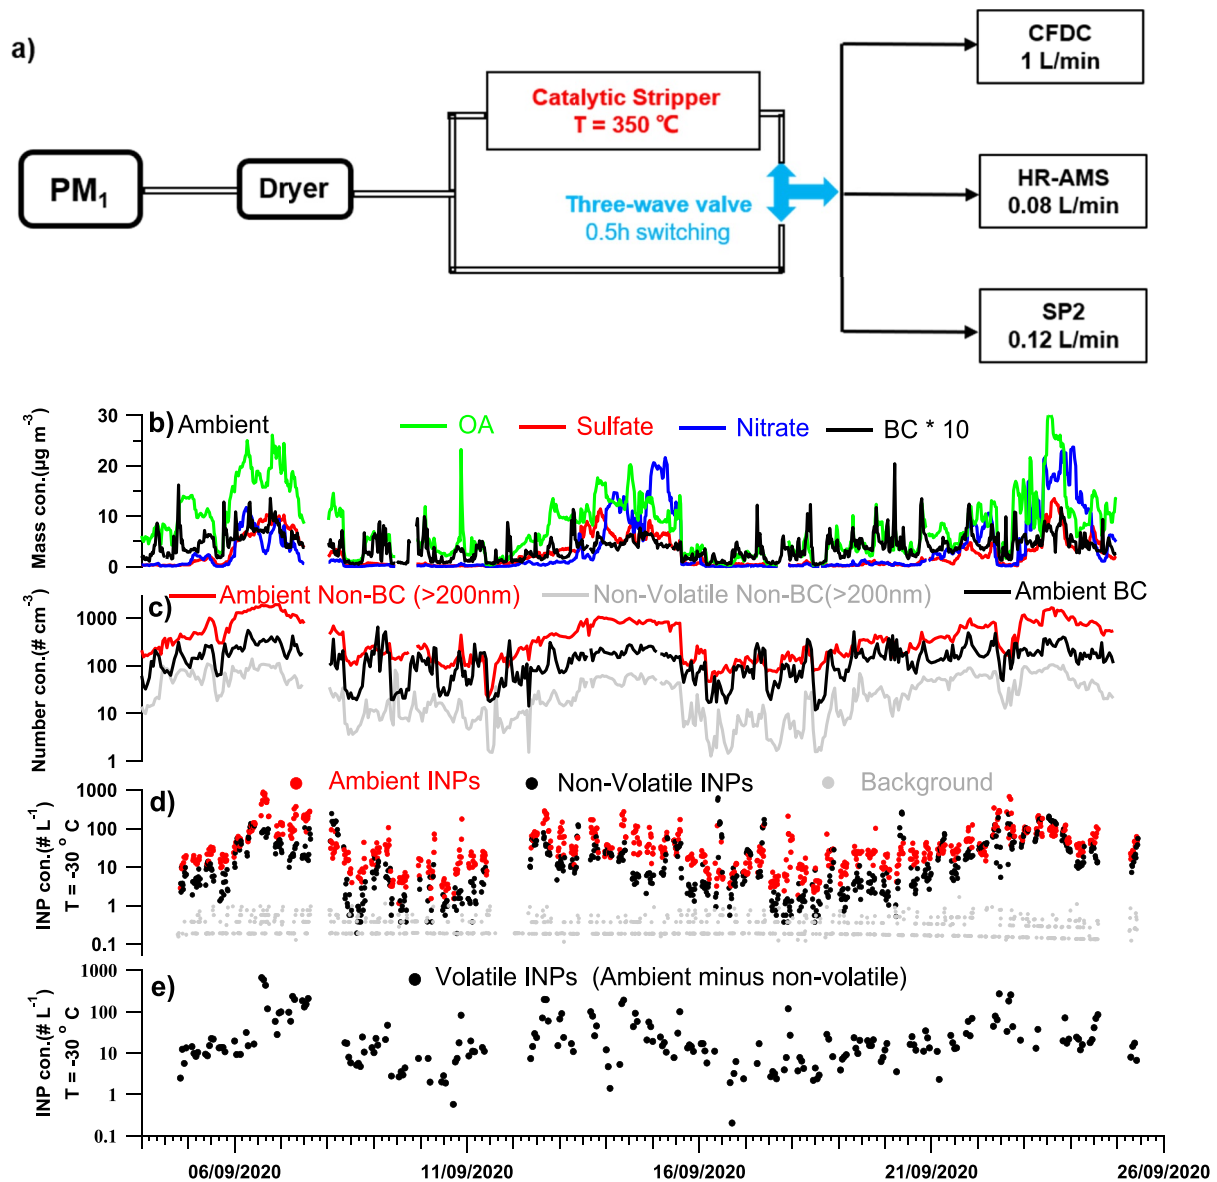 a)
PM1
Dryer
Catalytic Stripper
T = 350 ℃
Three-wave valve
0.5h switching
CFDC
1 L/min
HR-AMS
0.08 L/min
SP2
0.12 L/min
b) Ambient
OA
Sulfate
Nitrate
BC * 10
Mass con.(μg m-3)
30
20
10
0
c)
Ambient Non-BC (>200nm)
Non-Volatile Non-BC(>200nm)
Ambient BC
Number con.(# cm-3)
1000
100
10
1
d)
Ambient INPs
Non-Volatile INPs
Background
INP con.(# L-1)
T = -30° C
1000
100
10
1
0.1
e)
Volatile INPs (Ambient minus non-volatile)
INP con.(# L-1)
T = -30° C
1000
100
10
1
0.1
06/09/2020
11/09/2020
16/09/2020
21/09/2020
26/09/2020